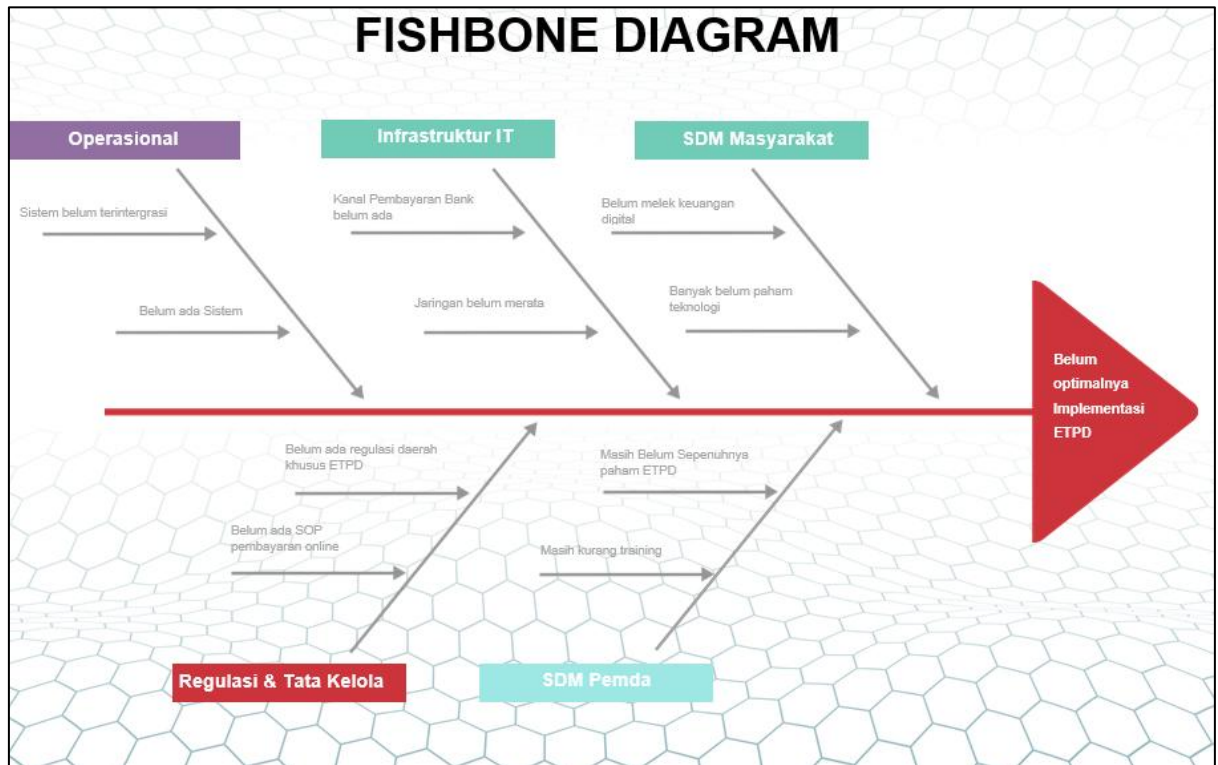 FISHBONE DIAGRAM
Operasional
Infrastruktur IT
SDM Masyarakat
Sistem belum terintergrasi
Kanal Pembayaran Bank
belum ada
Belum melek keuangan
digital
Belum ada Sistem
Jaringan belum merata
Banyak belum paham
teknologi
Belum
optimalnya
Implementasi
ETPD
Belum ada regulasi daerah
khusus ETPD
Masih Belum Sepenuhnya
paham ETPD
Belum ada SOP
pembayaran online
Masih kurang training
Regulasi & Tata Kelola
SDM Pemda